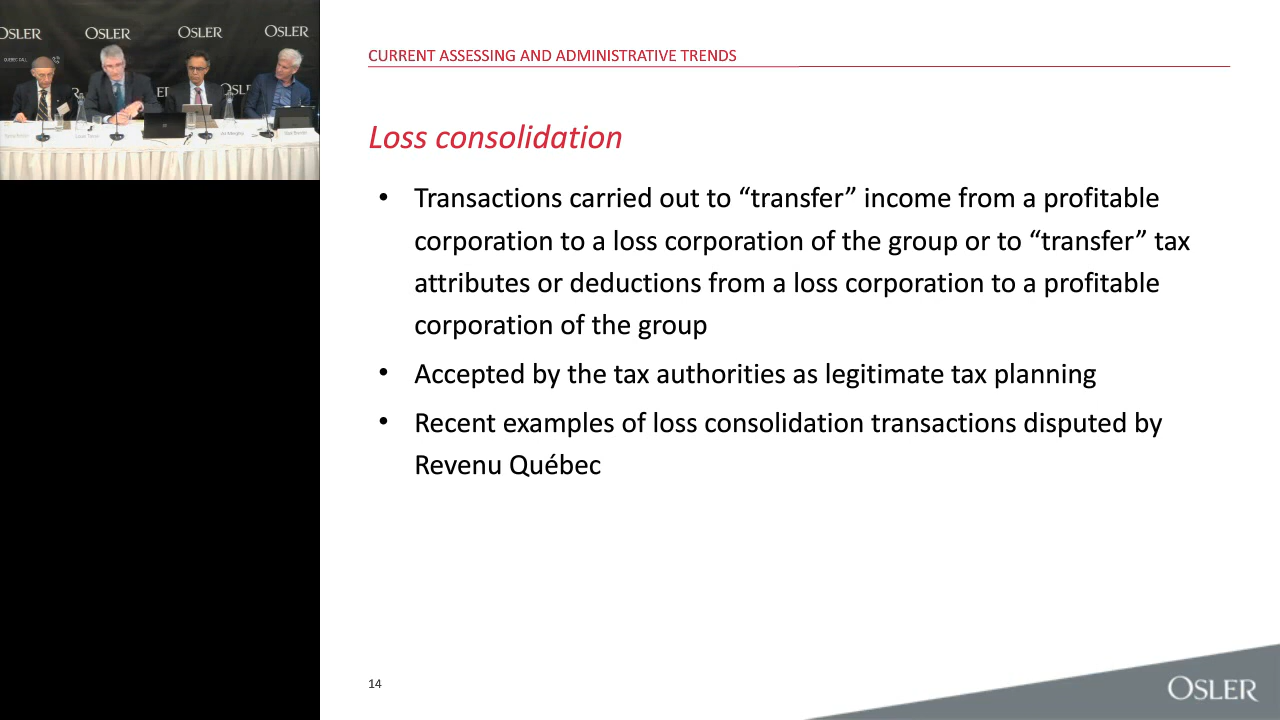 OSLER
OSLER
OSLER
OSLER
CURRENT ASSESSING AND ADMINISTRATIVE TRENDS
Loss consolidation
• Transactions carried out to “transfer” income from a profitable
corporation to a loss corporation of the group or to “transfer” tax
attributes or deductions from a loss corporation to a profitable
corporation of the group
• Accepted by the tax authorities as legitimate tax planning
• Recent examples of loss consolidation transactions disputed by
Revenu Québec
14
OSLER